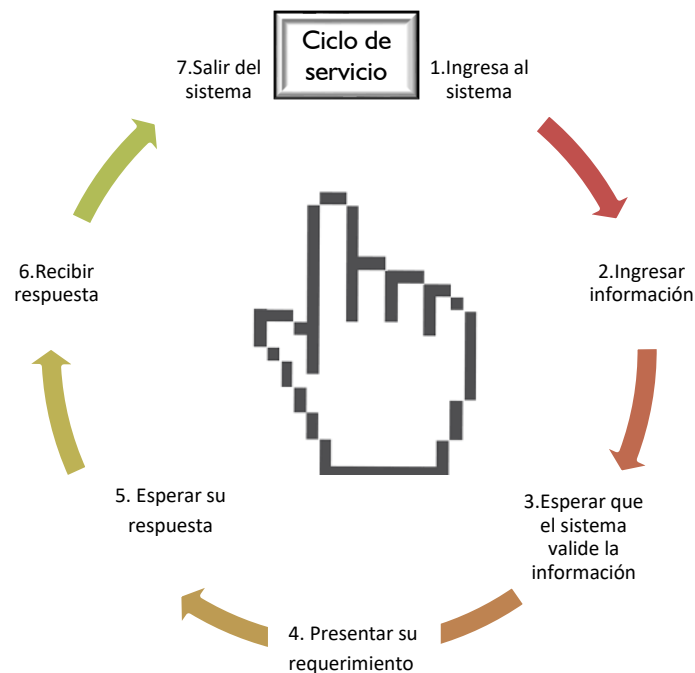 Ciclo de
servicio
1.Ingresa al
sistema
2.Ingresar
información
3.Esperar que
el sistema
valide la
información
4. Presentar su
requerimiento
5. Esperar su
respuesta
6.Recibir
respuesta
7.Salir del
sistema